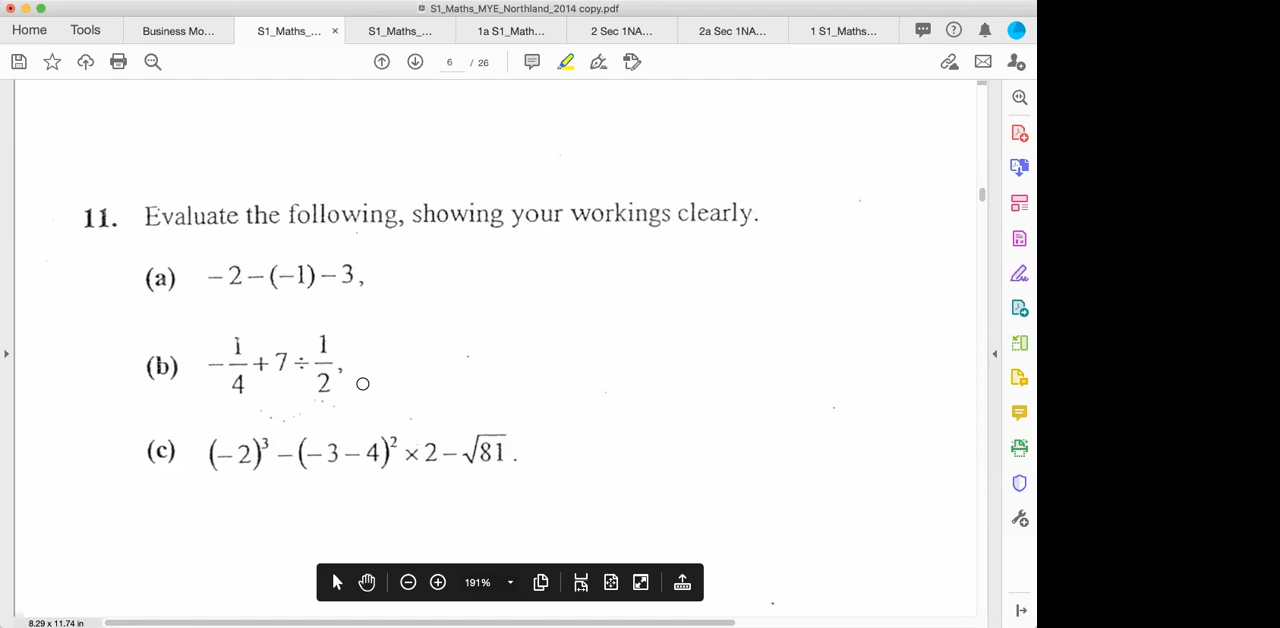 S1_Maths_MYE_Northland_2014 copy.pdf
Home Tools Business Mo... S1_Maths_... × S1_Maths_... 1a S1_Math... 2 Sec 1NA... 2a Sec 1NA... 1 S1_Maths...
6 / 26
11. Evaluate the following, showing your workings clearly.
(a) −2−(−1)−3,
(b) −1/4+7÷1/2,
(c) (−2)³−(−3−4)²×2−√81.
191%
8.29 x 11.74 in